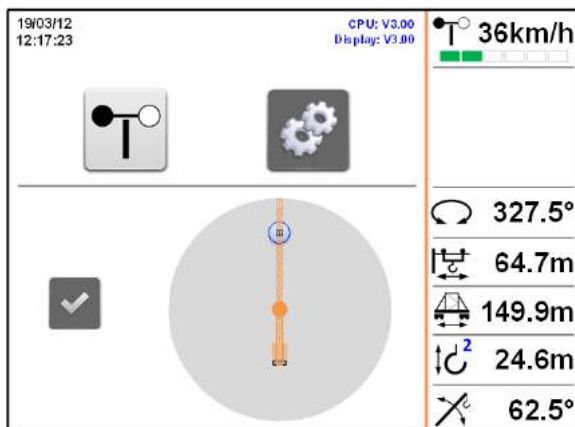 19/03/12
12:17:23
CPU: V3.00
Display: V3.00
36km/h
327.5°
64.7m
149.9m
2
24.6m
62.5°